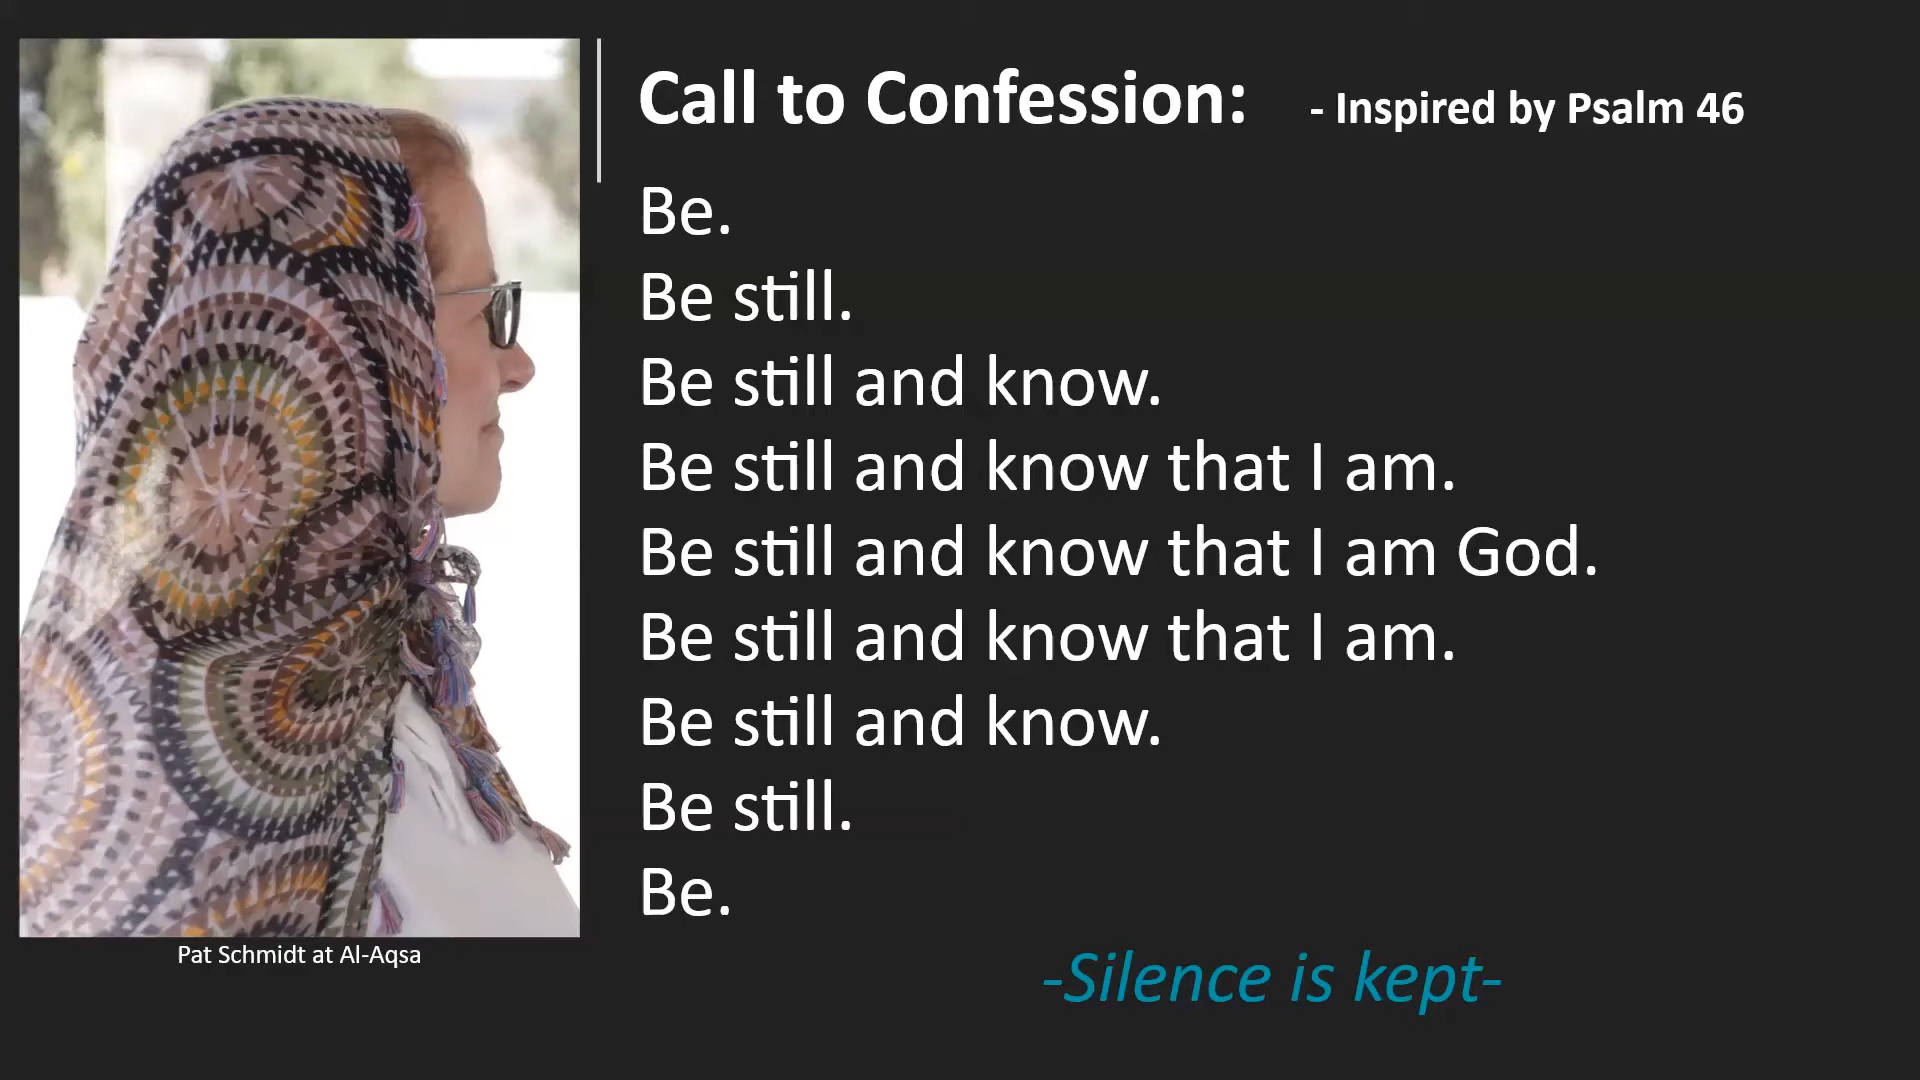 Call to Confession: - Inspired by Psalm 46
Be.
Be still.
Be still and know.
Be still and know that I am.
Be still and know that I am God.
Be still and know that I am.
Be still and know.
Be still.
Be.
-Silence is kept-
Pat Schmidt at Al-Aqsa